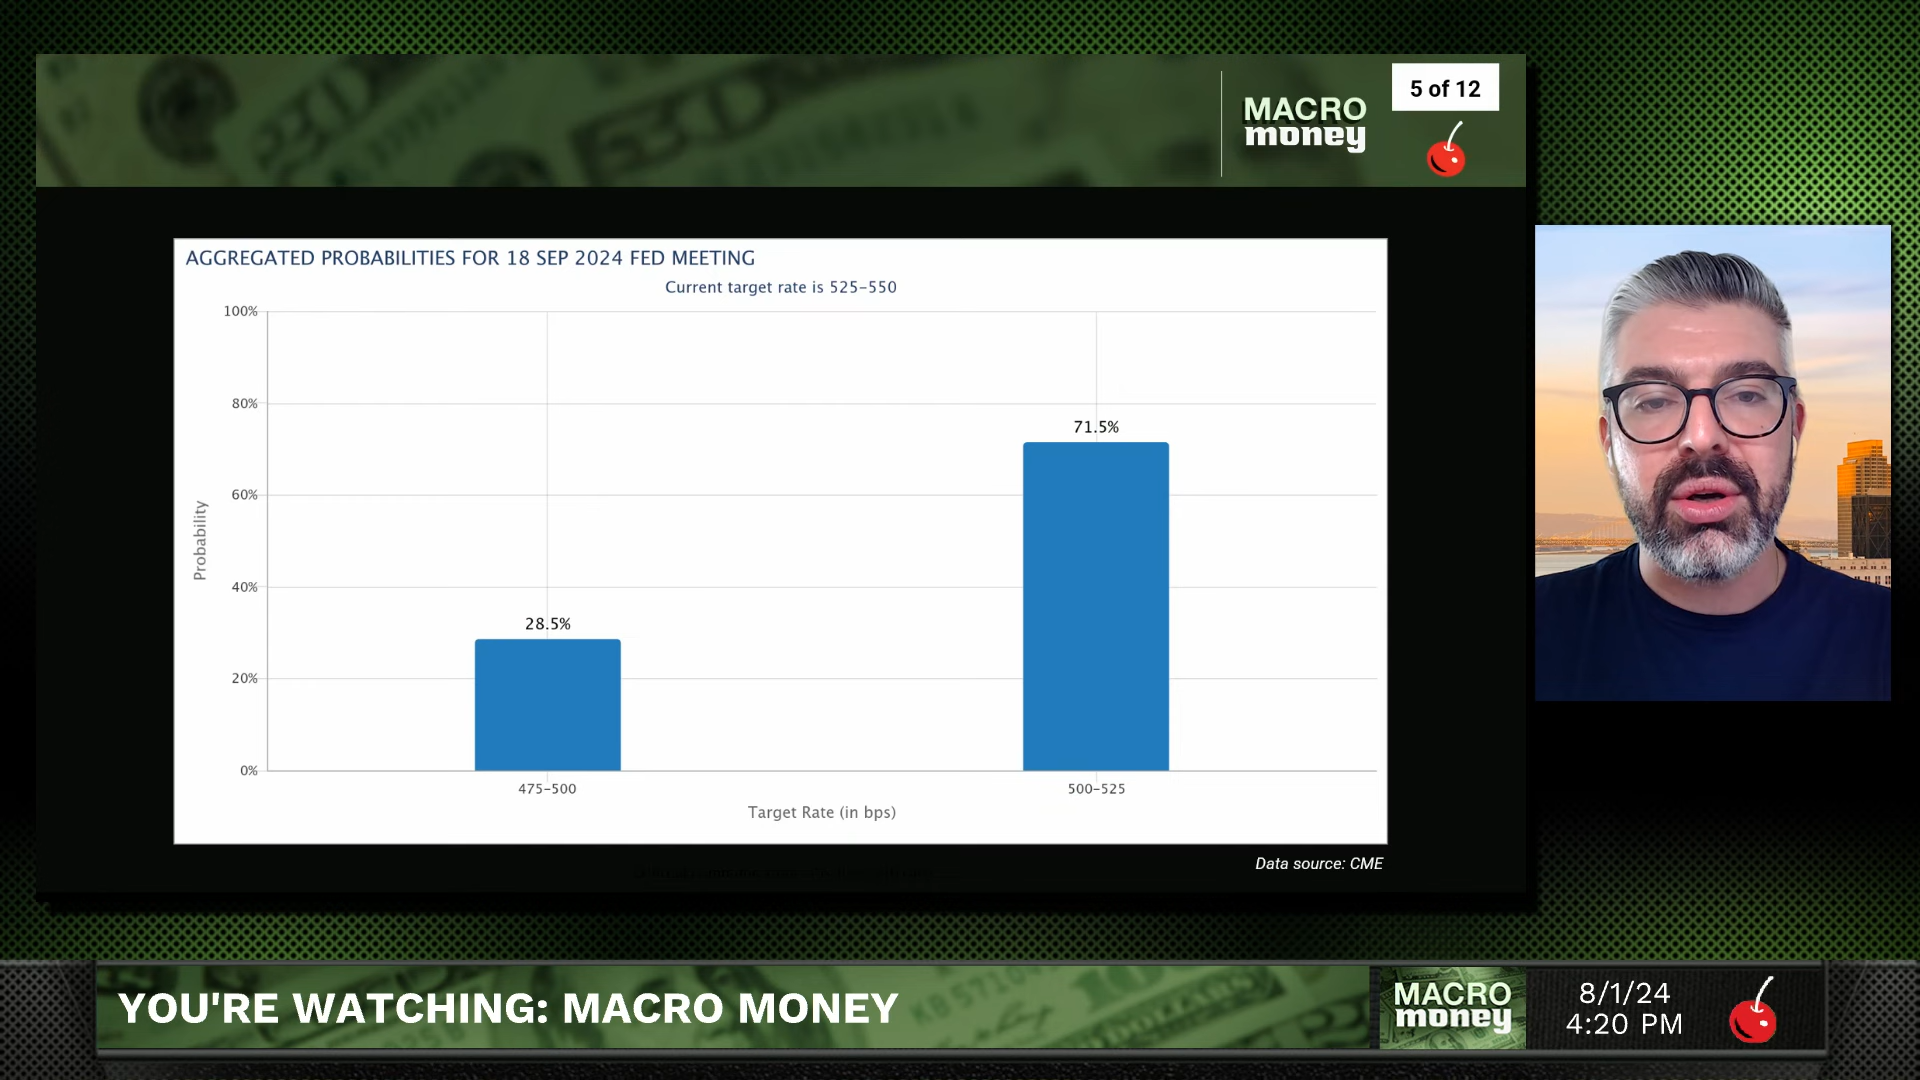 MACRO
money
5 of 12
AGGREGATED PROBABILITIES FOR 18 SEP 2024 FED MEETING
Current target rate is 525-550
100%
80%
60%
40%
20%
0%
Probability
28.5%
71.5%
475-500
500-525
Target Rate (in bps)
Data source: CME
YOU'RE WATCHING: MACRO MONEY
MACRO
money
8/1/24
4:20 PM